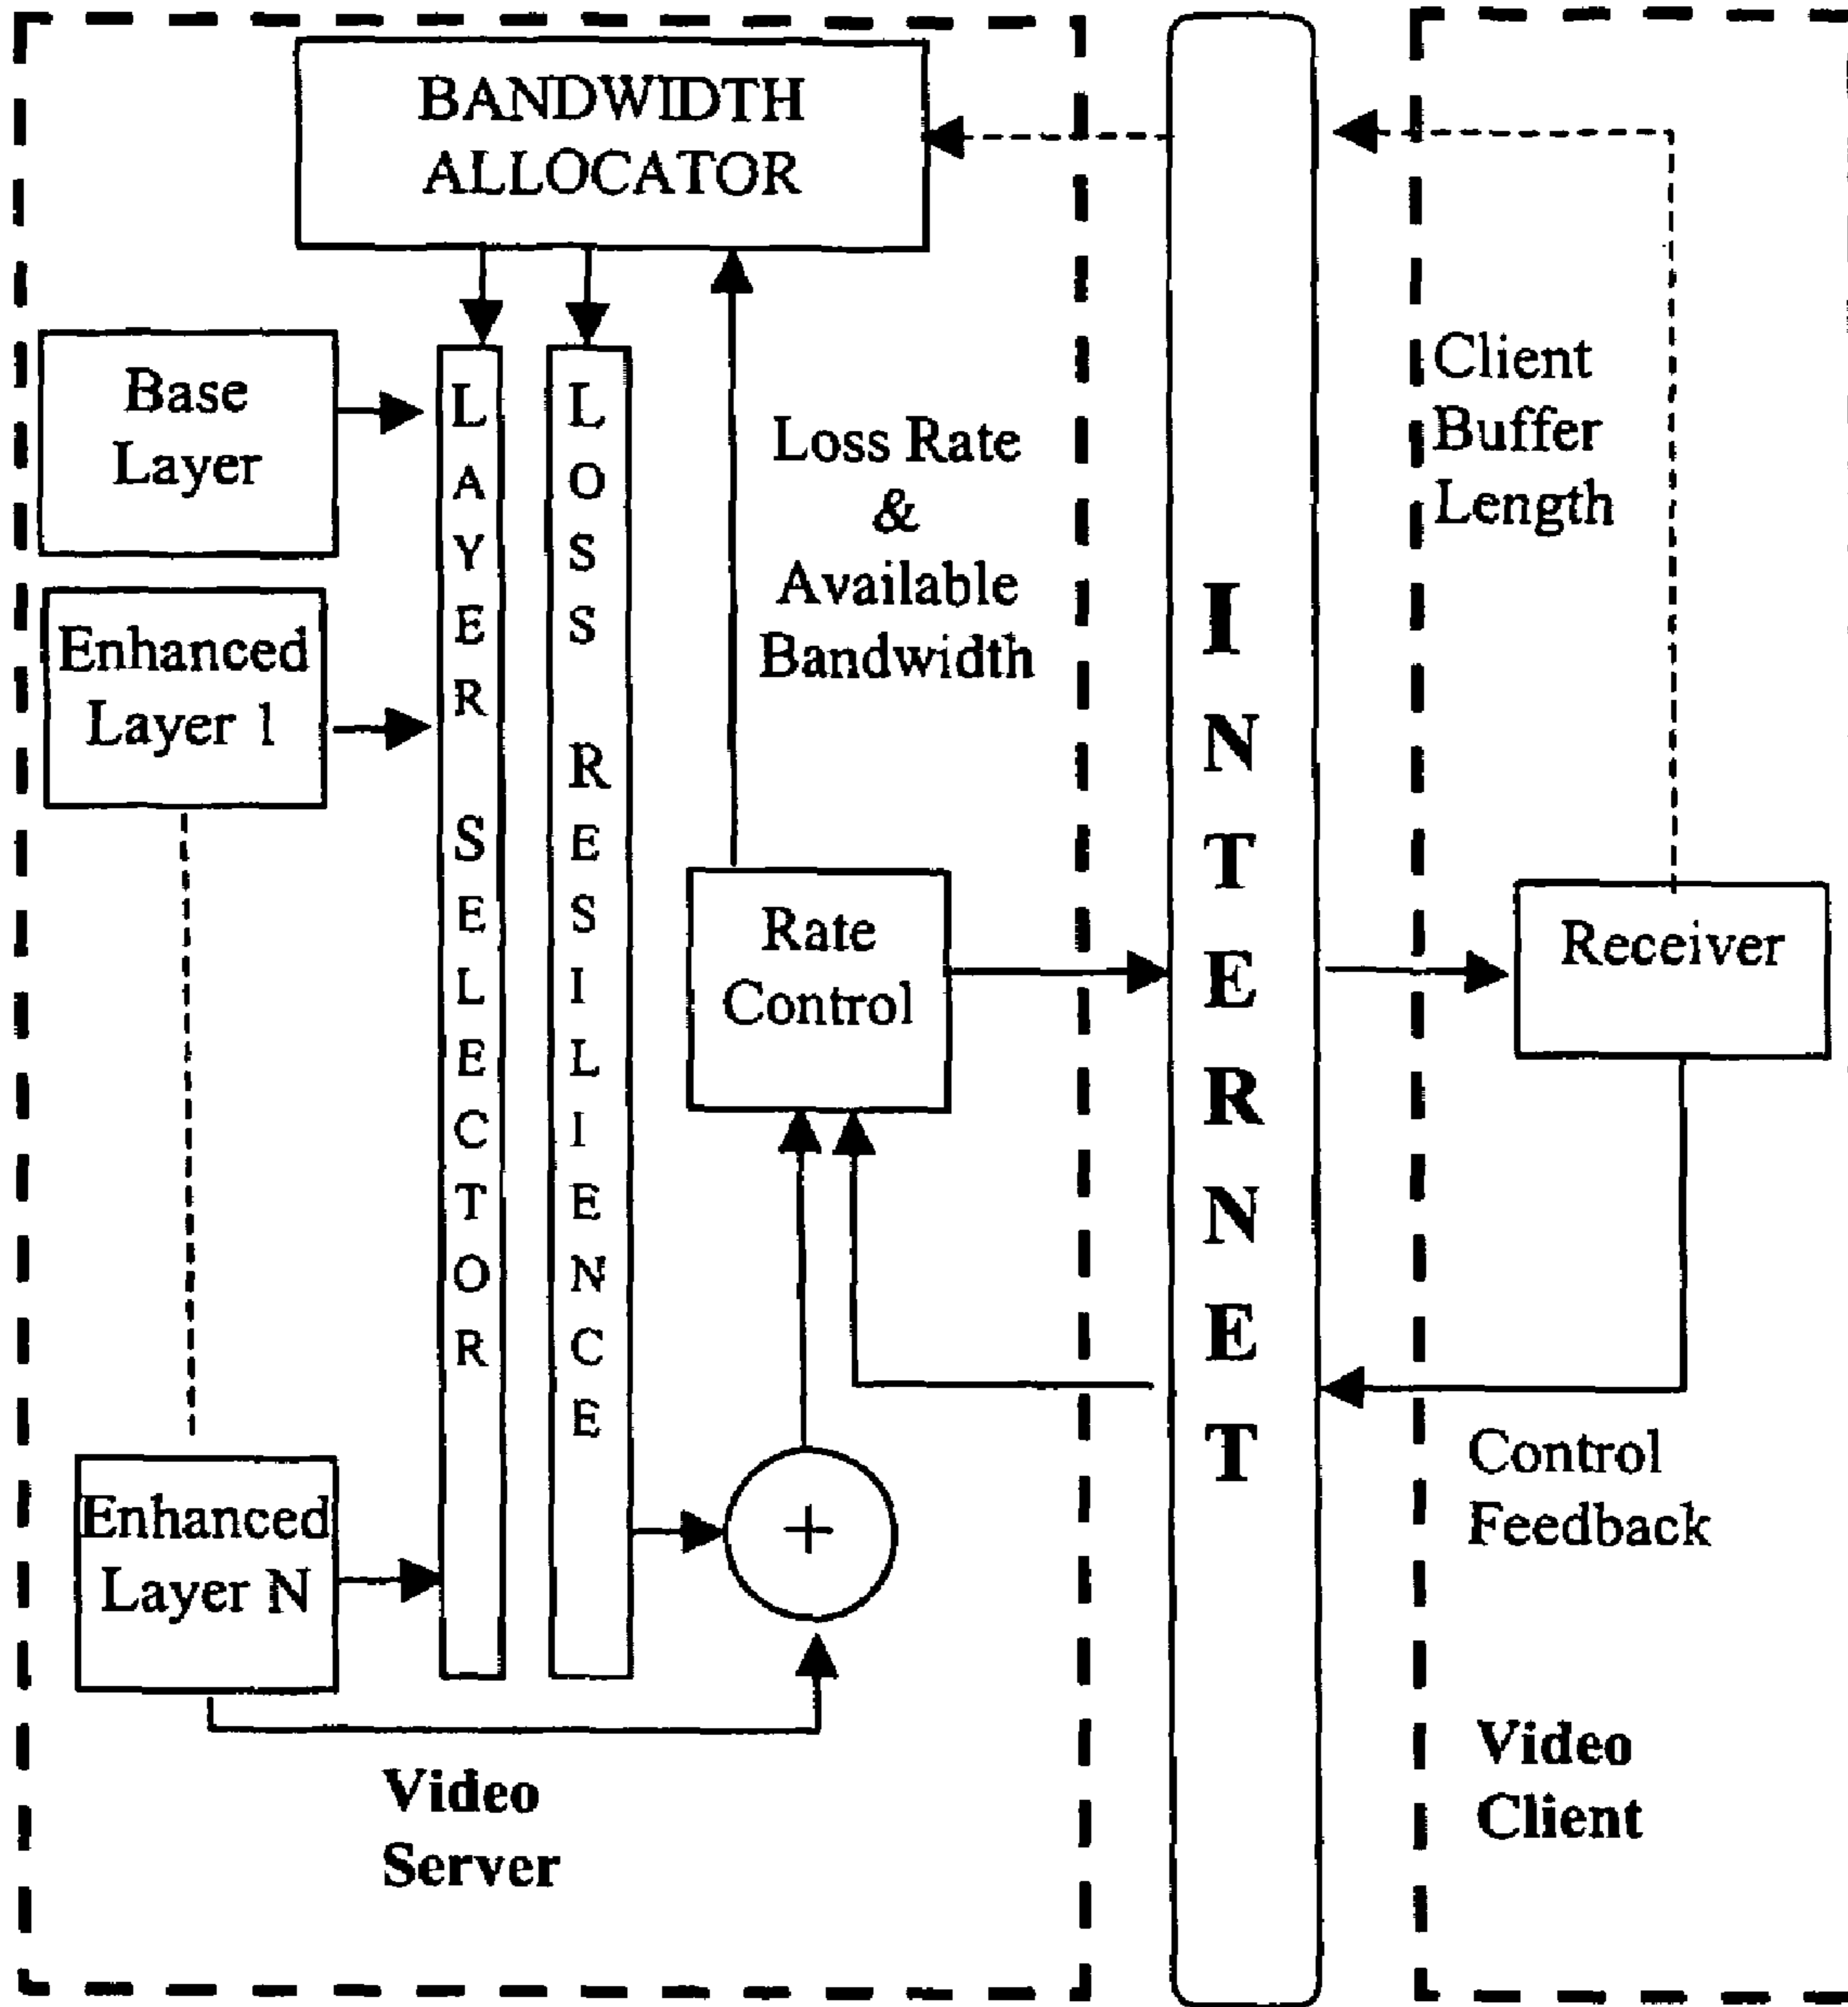 BANDWIDTH
ALLOCATOR
Base
Layer
Enhanced
Layer 1
Enhanced
Layer N
LAYER SELECTOR
LOSS RESILIENCE
Loss Rate
&
Available
Bandwidth
Rate
Control
+
Video
Server
INTERNET
Client
Buffer
Length
Receiver
Control
Feedback
Video
Client